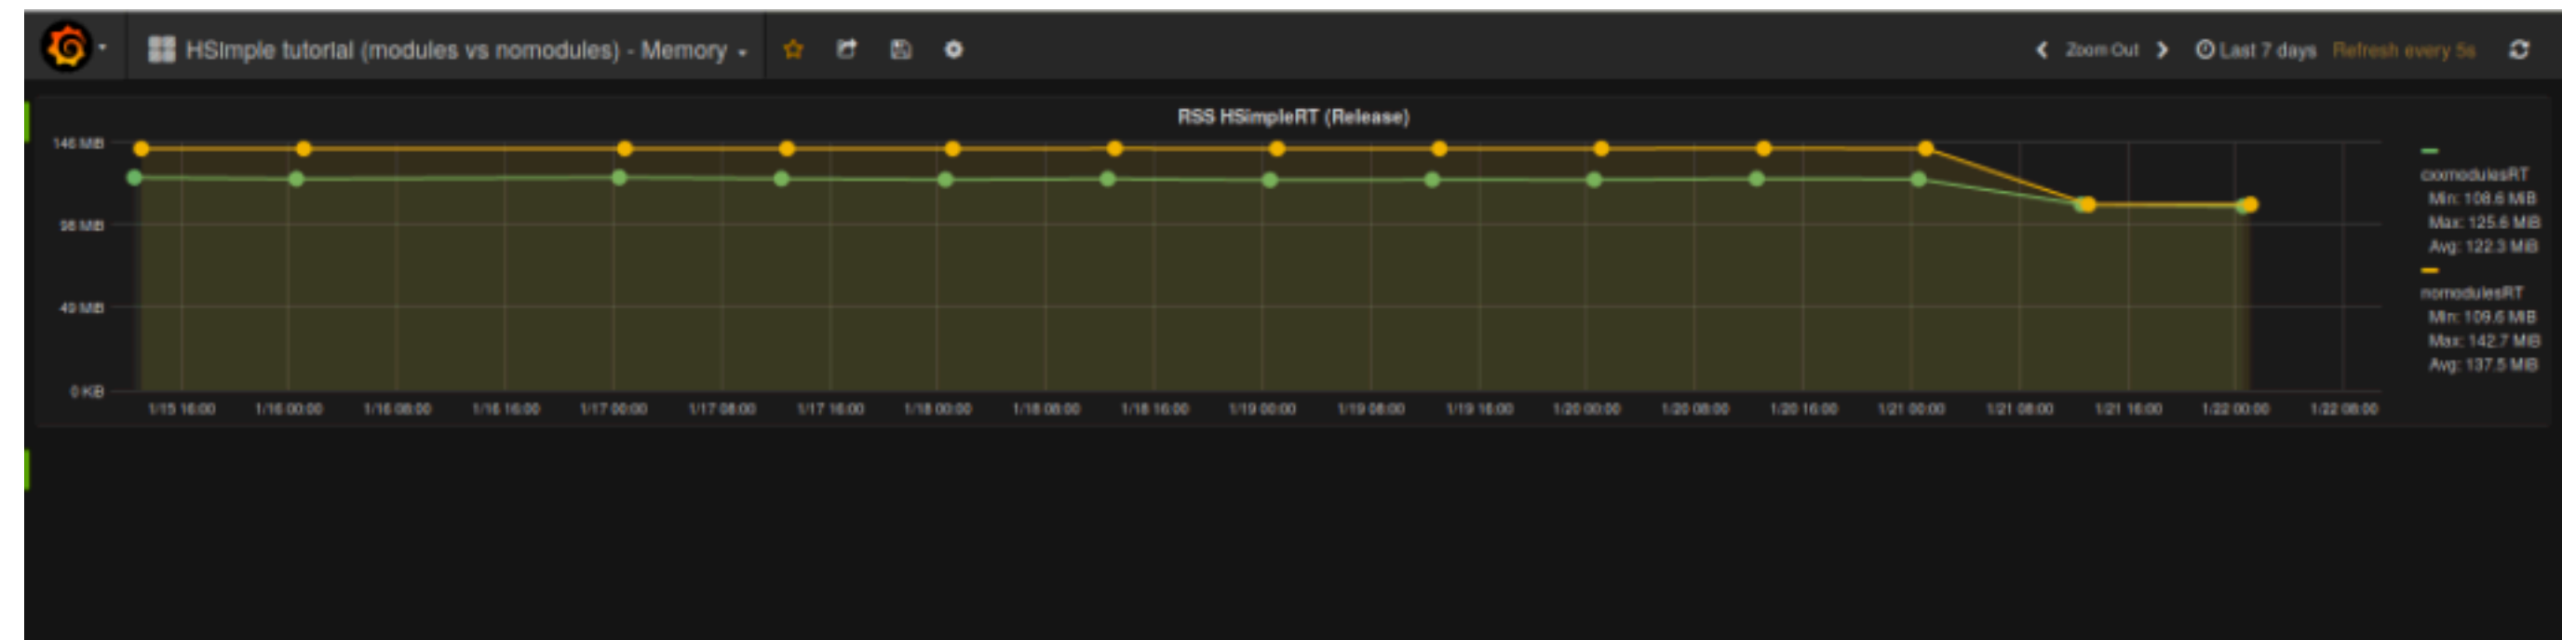 HSimple tutorial (modules vs nomodules) - Memory
Zoom Out
Last 7 days
Refresh every 5s
RSS HSimpleRT (Release)
146 MiB
98 MiB
49 MiB
0 KiB
1/15 16:00
1/16 00:00
1/16 08:00
1/16 16:00
1/17 00:00
1/17 08:00
1/17 16:00
1/18 00:00
1/18 08:00
1/18 16:00
1/19 00:00
1/19 08:00
1/19 16:00
1/20 00:00
1/20 08:00
1/20 16:00
1/21 00:00
1/21 08:00
1/21 16:00
1/22 00:00
1/22 08:00
cxxmodulesRT
Min: 108.6 MiB
Max: 125.6 MiB
Avg: 122.3 MiB
nomodulesRT
Min: 109.6 MiB
Max: 142.7 MiB
Avg: 137.5 MiB